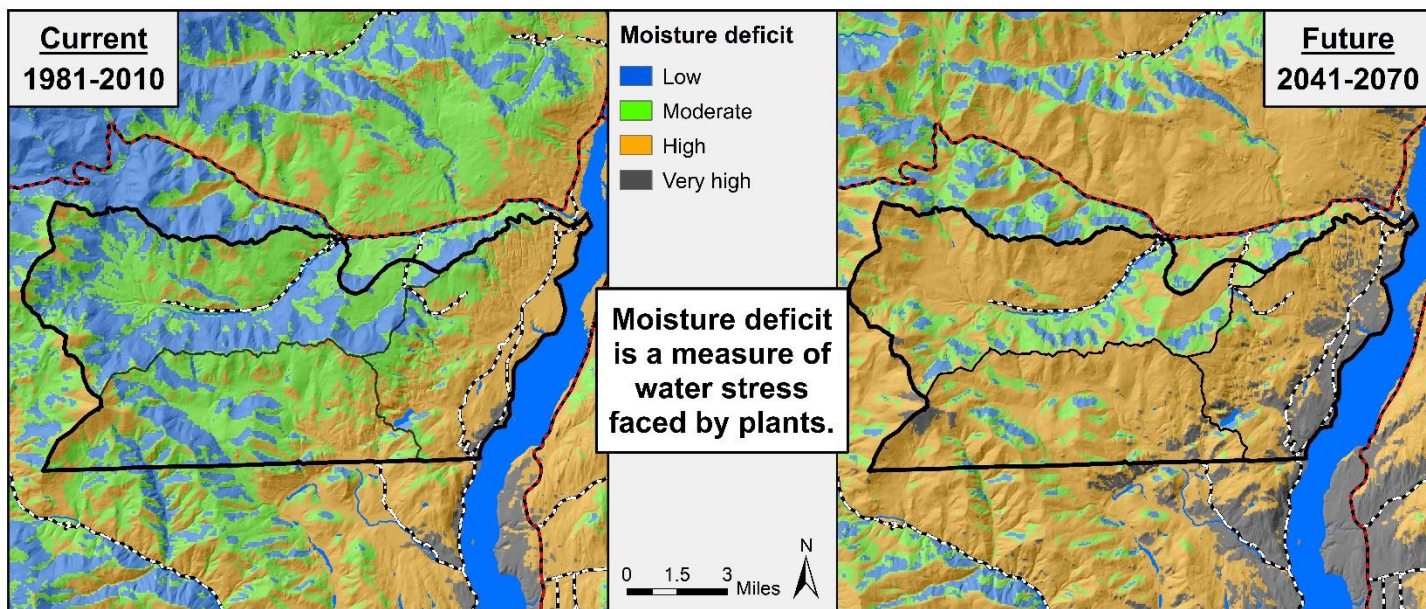 Current
1981-2010
Moisture deficit
Low
Moderate
High
Very high
Future
2041-2070
Moisture deficit
is a measure of
water stress
faced by plants.
N
0 1.5 3 Miles